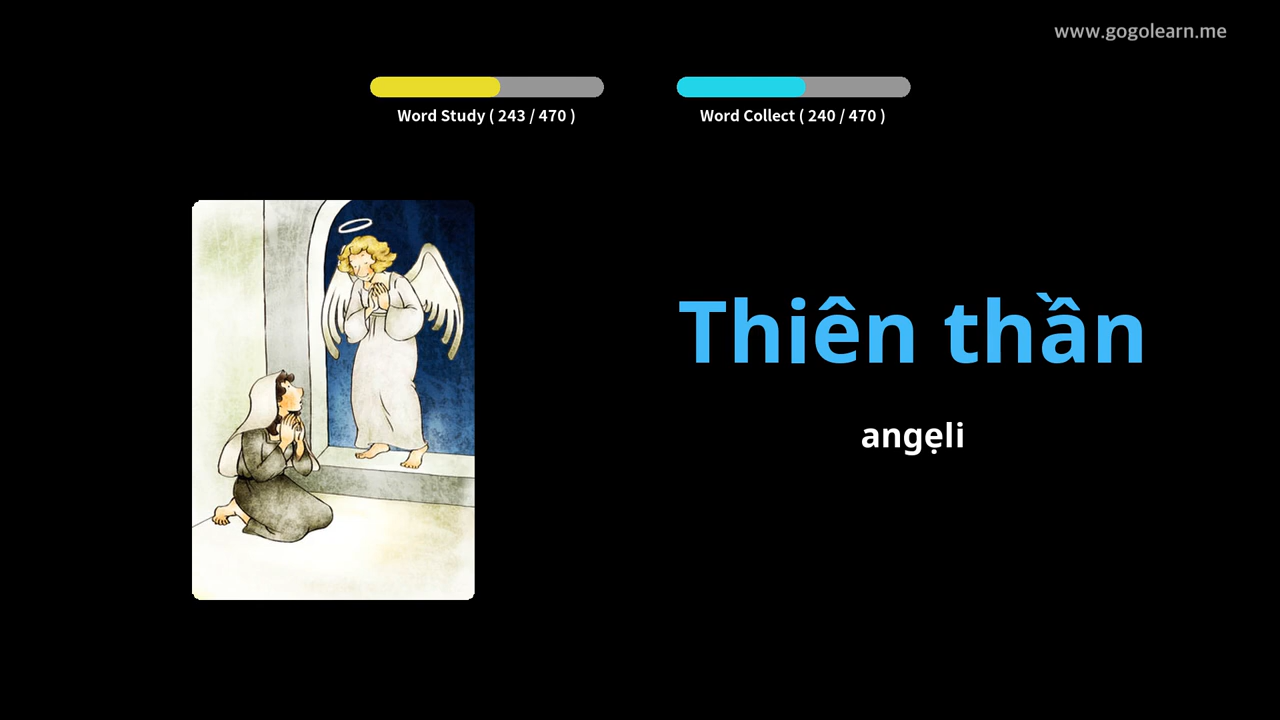 www.gogolearn.me
Word Study ( 243 / 470 )
Word Collect ( 240 / 470 )
Thiên thần
angẹli